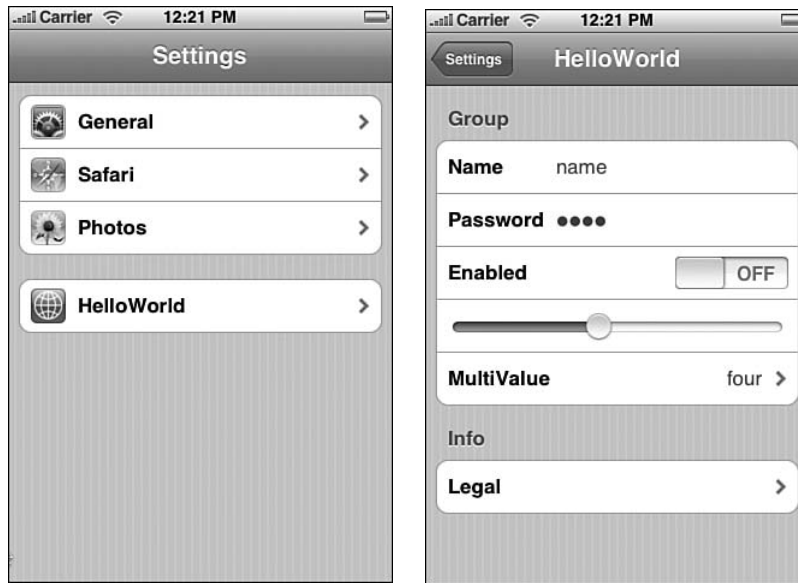 Carrier 12:21 PM
Settings
General
Safari
Photos
HelloWorld
Carrier 12:21 PM
Settings HelloWorld
Group
Name name
Password ●●●●
Enabled OFF
MultiValue four
Info
Legal